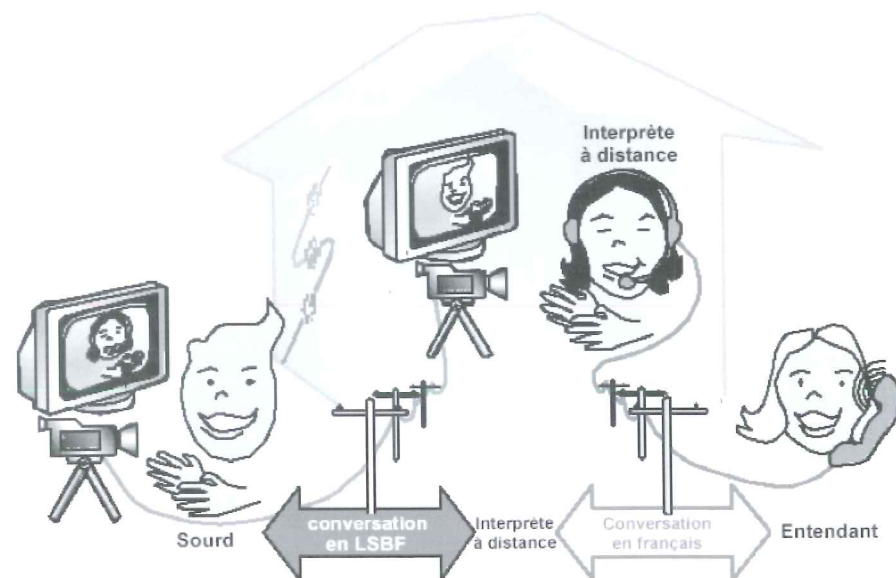 Interprète
à distance
Sourd
conversation
en LSBF
Interprète
à distance
Conversation
en français
Entendant